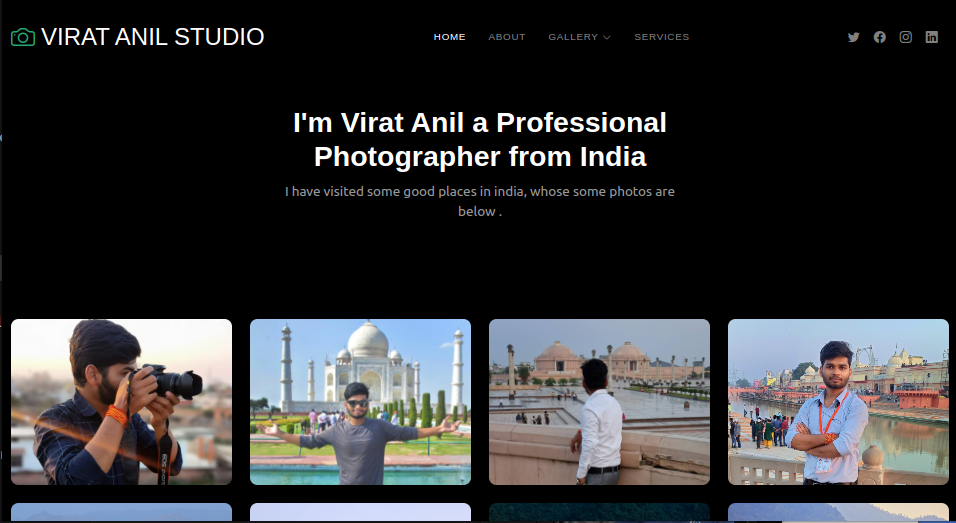 VIRAT ANIL STUDIO
HOME ABOUT GALLERY SERVICES
I'm Virat Anil a Professional
Photographer from India
I have visited some good places in india, whose some photos are
below .